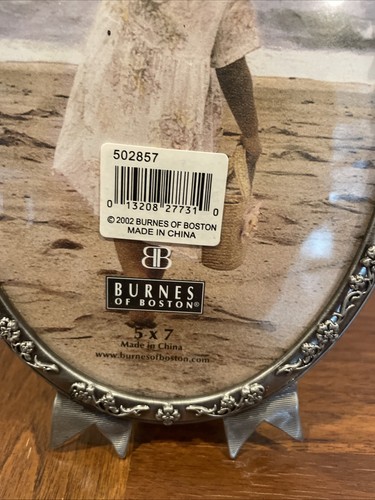 502857
0 13208 27731 0
© 2002 BURNES OF BOSTON
MADE IN CHINA
BB
BURNES
OF BOSTON®
5 x 7
Made in China
www.burnesofboston.com